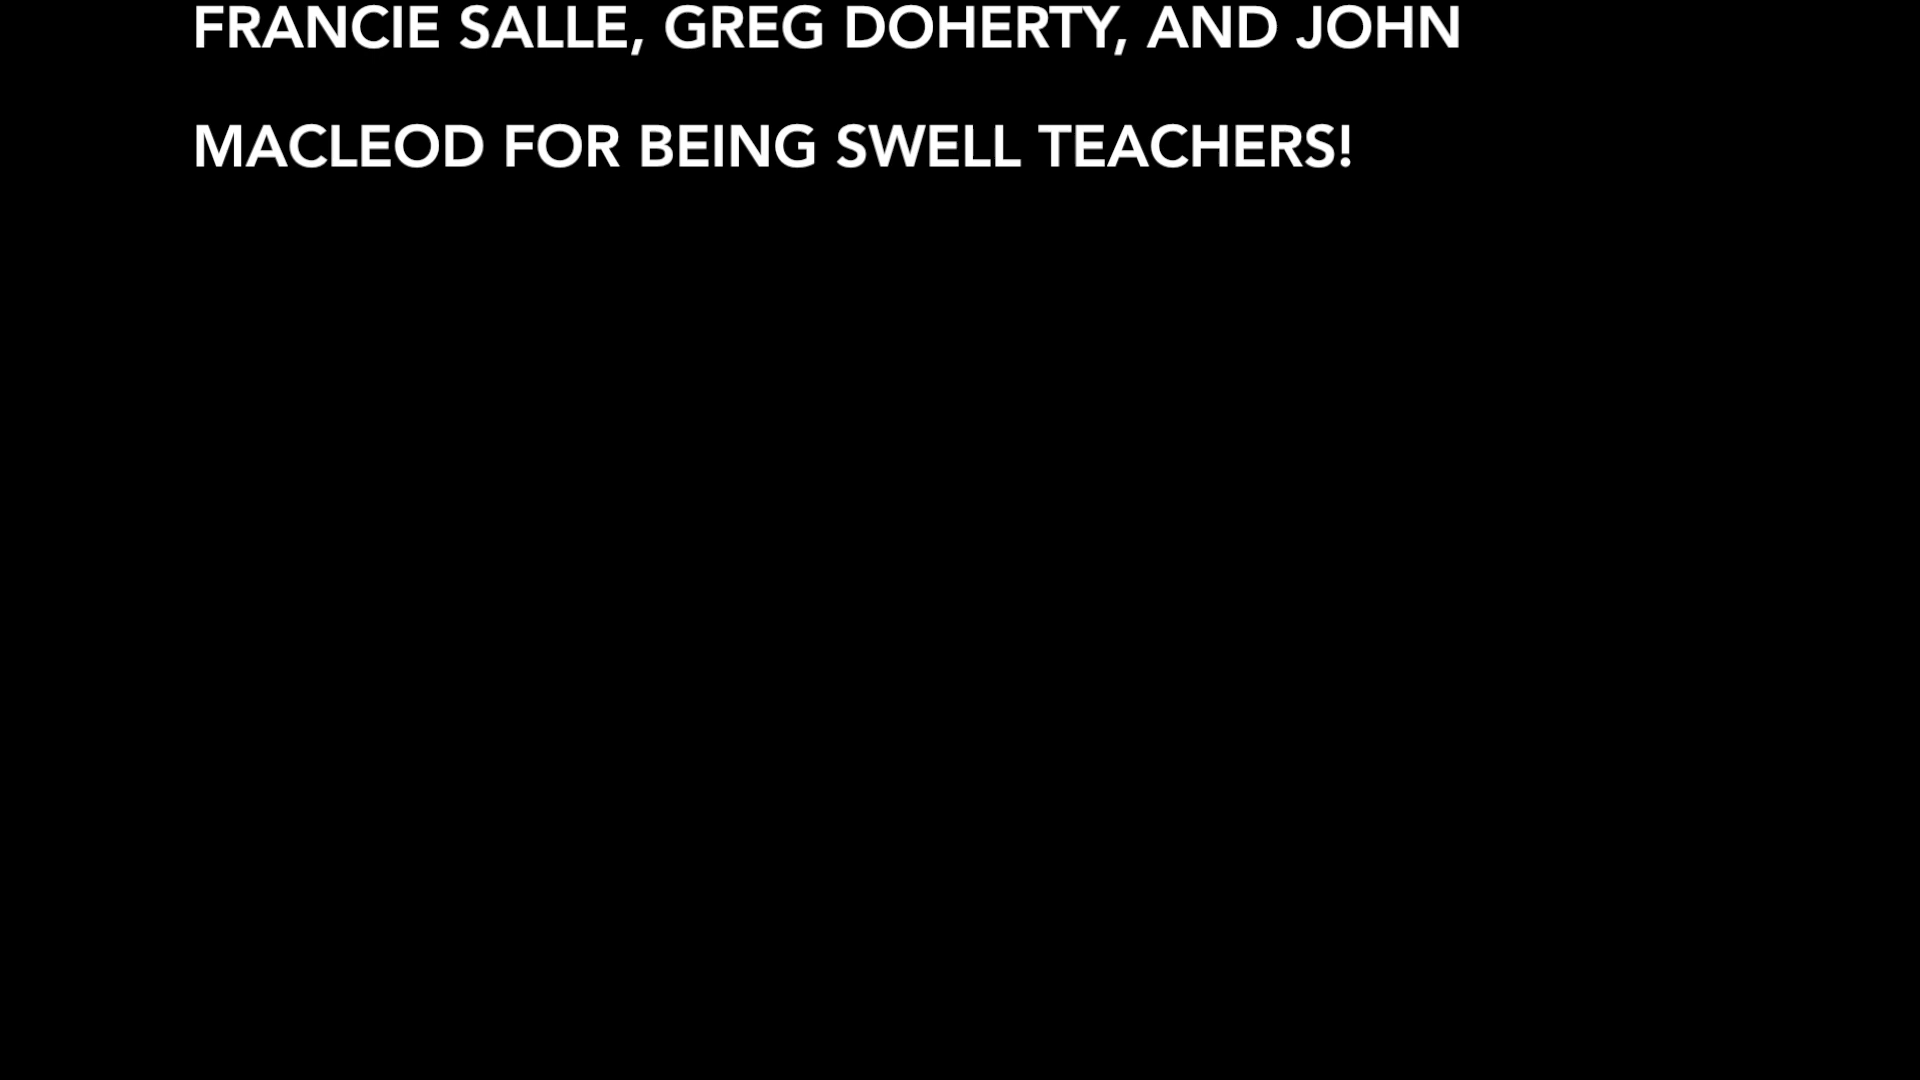 FRANCIE SALLE, GREG DOHERTY, AND JOHN
MACLEOD FOR BEING SWELL TEACHERS!